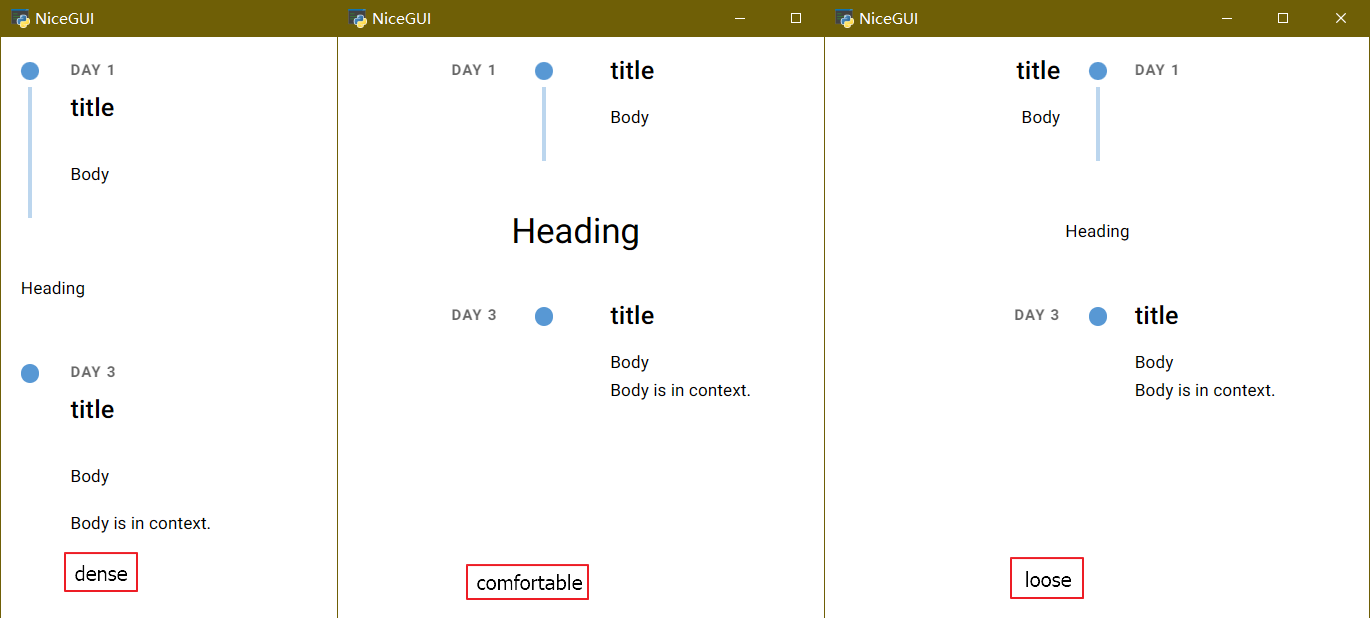 NiceGUI
DAY 1
title
Body
Heading
DAY 3
title
Body
Body is in context.
dense
NiceGUI
DAY 1
title
Body
Heading
DAY 3
title
Body
Body is in context.
comfortable
NiceGUI
title
DAY 1
Body
Heading
DAY 3
title
Body
Body is in context.
loose